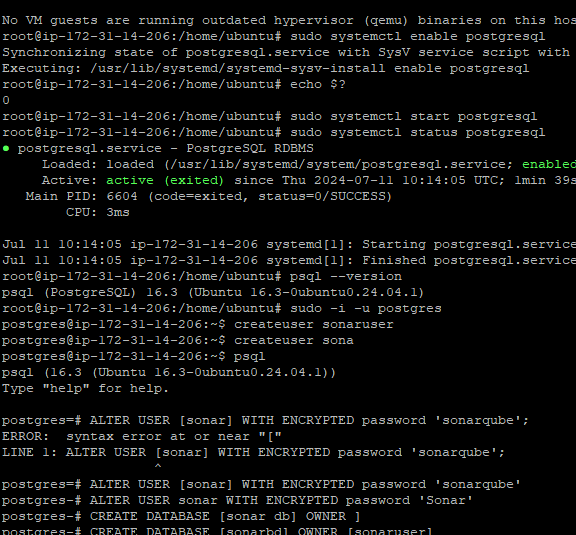 No VM guests are running outdated hypervisor (qemu) binaries on this hos
root@ip-172-31-14-206:/home/ubuntu# sudo systemctl enable postgresql
Synchronizing state of postgresql.service with SysV service script with
Executing: /usr/lib/systemd/systemd-sysv-install enable postgresql
root@ip-172-31-14-206:/home/ubuntu# echo $?
0
root@ip-172-31-14-206:/home/ubuntu# sudo systemctl start postgresql
root@ip-172-31-14-206:/home/ubuntu# sudo systemctl status postgresql
● postgresql.service - PostgreSQL RDBMS
     Loaded: loaded (/usr/lib/systemd/system/postgresql.service; enabled
     Active: active (exited) since Thu 2024-07-11 10:14:05 UTC; 1min 39s
   Main PID: 6604 (code=exited, status=0/SUCCESS)
        CPU: 3ms

Jul 11 10:14:05 ip-172-31-14-206 systemd[1]: Starting postgresql.service
Jul 11 10:14:05 ip-172-31-14-206 systemd[1]: Finished postgresql.service
root@ip-172-31-14-206:/home/ubuntu# psql --version
psql (PostgreSQL) 16.3 (Ubuntu 16.3-0ubuntu0.24.04.1)
root@ip-172-31-14-206:/home/ubuntu# sudo -i -u postgres
postgres@ip-172-31-14-206:~$ createuser sonaruser
postgres@ip-172-31-14-206:~$ createuser sona
postgres@ip-172-31-14-206:~$ psql
psql (16.3 (Ubuntu 16.3-0ubuntu0.24.04.1))
Type "help" for help.

postgres=# ALTER USER [sonar] WITH ENCRYPTED password 'sonarqube';
ERROR:  syntax error at or near "["
LINE 1: ALTER USER [sonar] WITH ENCRYPTED password 'sonarqube';
                   ^
postgres=# ALTER USER [sonar] WITH ENCRYPTED password 'sonarqube'
postgres-# ALTER USER sonar WITH ENCRYPTED password 'Sonar'
postgres-# CREATE DATABASE [sonar db] OWNER ]
postgres-# CREATE DATABASE [sonarbd] OWNER [sonaruser]